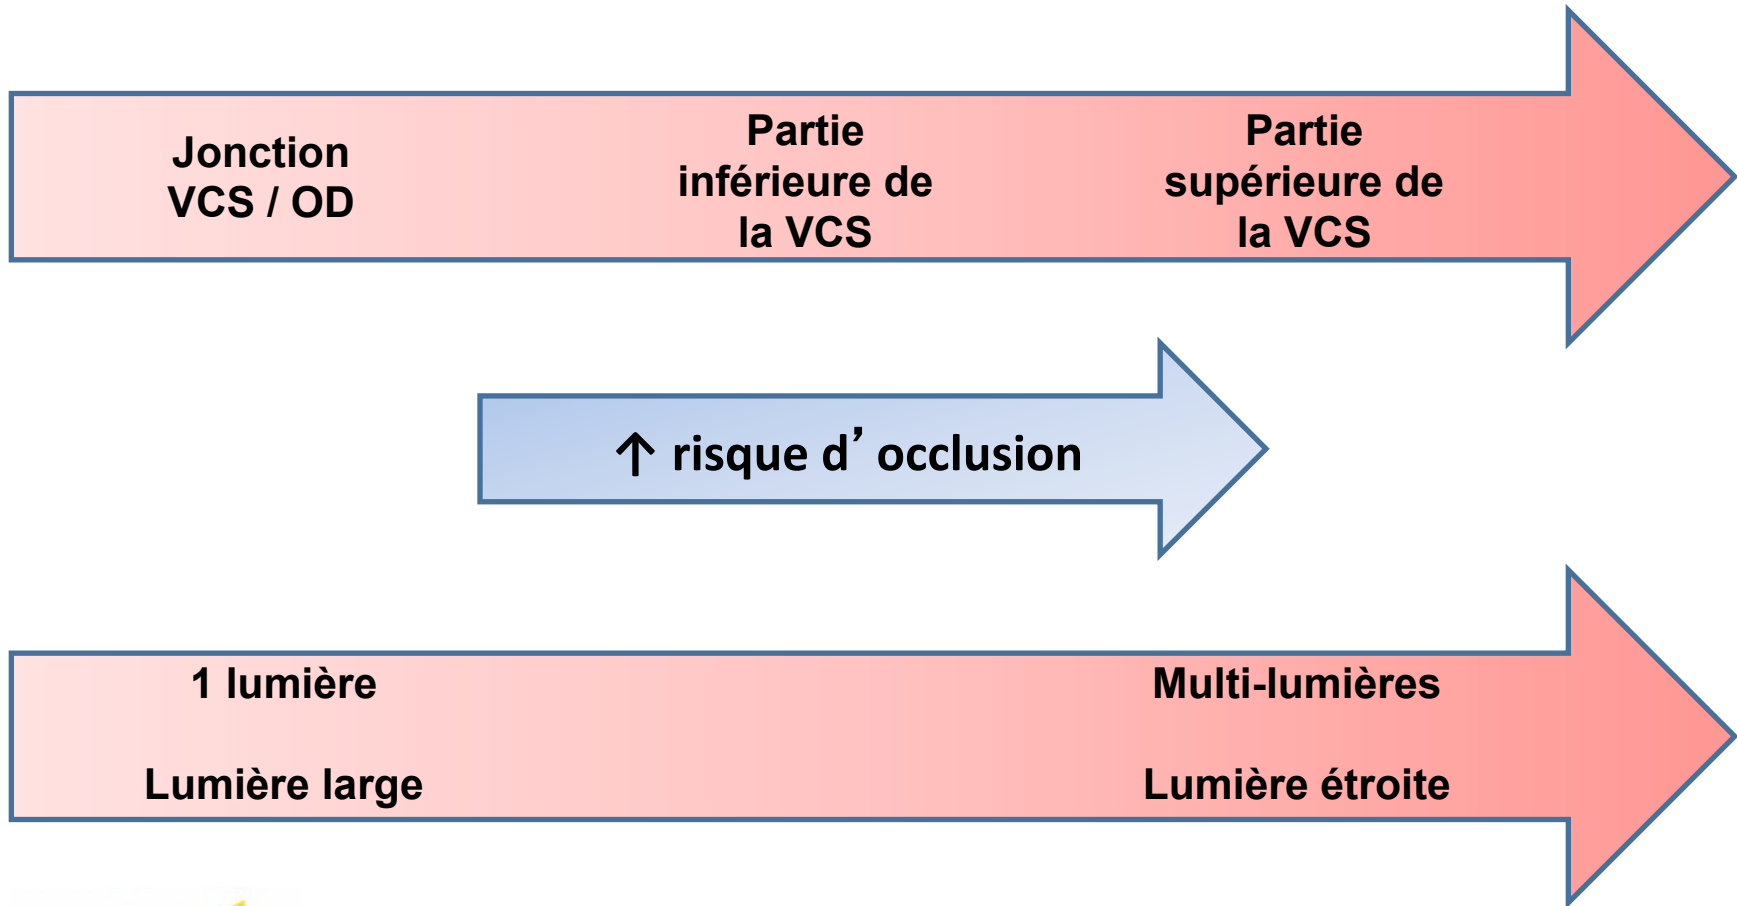 Jonction
VCS / OD
Partie
inférieure de
la VCS
Partie
supérieure de
la VCS
↑ risque d’ occlusion
1 lumière
Multi-lumières
Lumière large
Lumière étroite